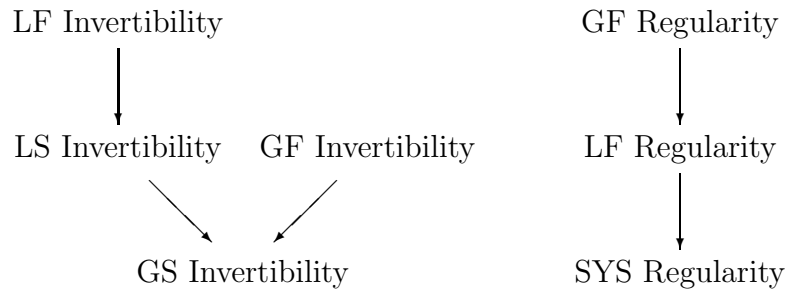 LF Invertibility GF Regularity
LS Invertibility GF Invertibility LF Regularity
GS Invertibility SYS Regularity